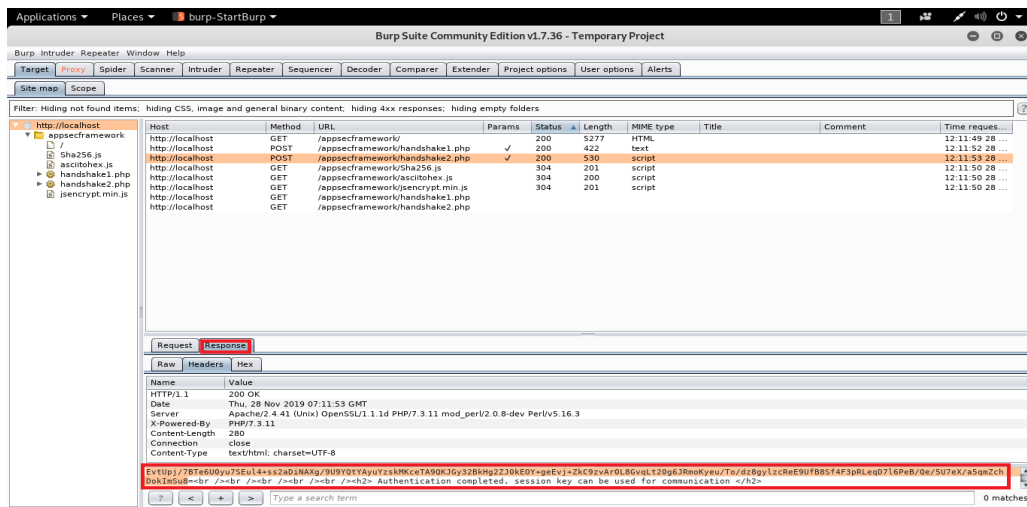 Applications Places burp-StartBurp 1
Burp Suite Community Edition v1.7.36 - Temporary Project
Burp Intruder Repeater Window Help
Target Proxy Spider Scanner Intruder Repeater Sequencer Decoder Comparer Extender Project options User options Alerts
Site map Scope
Filter: Hiding not found items; hiding CSS, image and general binary content; hiding 4xx responses; hiding empty folders ?
http://localhost
appsecframework
/
Sha256.js
asciitohex.js
handshake1.php
handshake2.php
jsencrypt.min.js
Host Method URL Params Status Length MIME type Title Comment Time reques...
http://localhost GET /appsecframework/ 200 5277 HTML 12:11:49 28 ...
http://localhost POST /appsecframework/handshake1.php ✓ 200 422 text 12:11:52 28 ...
http://localhost POST /appsecframework/handshake2.php ✓ 200 530 script 12:11:53 28 ...
http://localhost GET /appsecframework/Sha256.js 304 201 script 12:11:50 28 ...
http://localhost GET /appsecframework/asciitohex.js 304 200 script 12:11:50 28 ...
http://localhost GET /appsecframework/jsencrypt.min.js 304 201 script 12:11:50 28 ...
http://localhost GET /appsecframework/handshake1.php
http://localhost GET /appsecframework/handshake2.php
Request Response
Raw Headers Hex
Name Value
HTTP/1.1 200 OK
Date Thu, 28 Nov 2019 07:11:53 GMT
Server Apache/2.4.41 (Unix) OpenSSL/1.1.1d PHP/7.3.11 mod_perl/2.0.8-dev Perl/v5.16.3
X-Powered-By PHP/7.3.11
Content-Length 280
Connection close
Content-Type text/html; charset=UTF-8
EvtUpj/7BTe6U0yu7SEul4+ss2aDiNAXg/9U9YQtYAyuYzskMKceTA9QKJGy32BkHg2ZJ0kEOY+geEvj+ZkC9zvAr0L8GvqLt20g6JRmoKyeu/To/dz8gylzcReE9UfB85f4F3pRLeqD7l6PeB/Qe/5U7eX/a5qmZch
DokImSu8=<br /><br /><br /><br /><br /><h2> Authentication completed, session key can be used for communication </h2>
? < + > Type a search term 0 matches